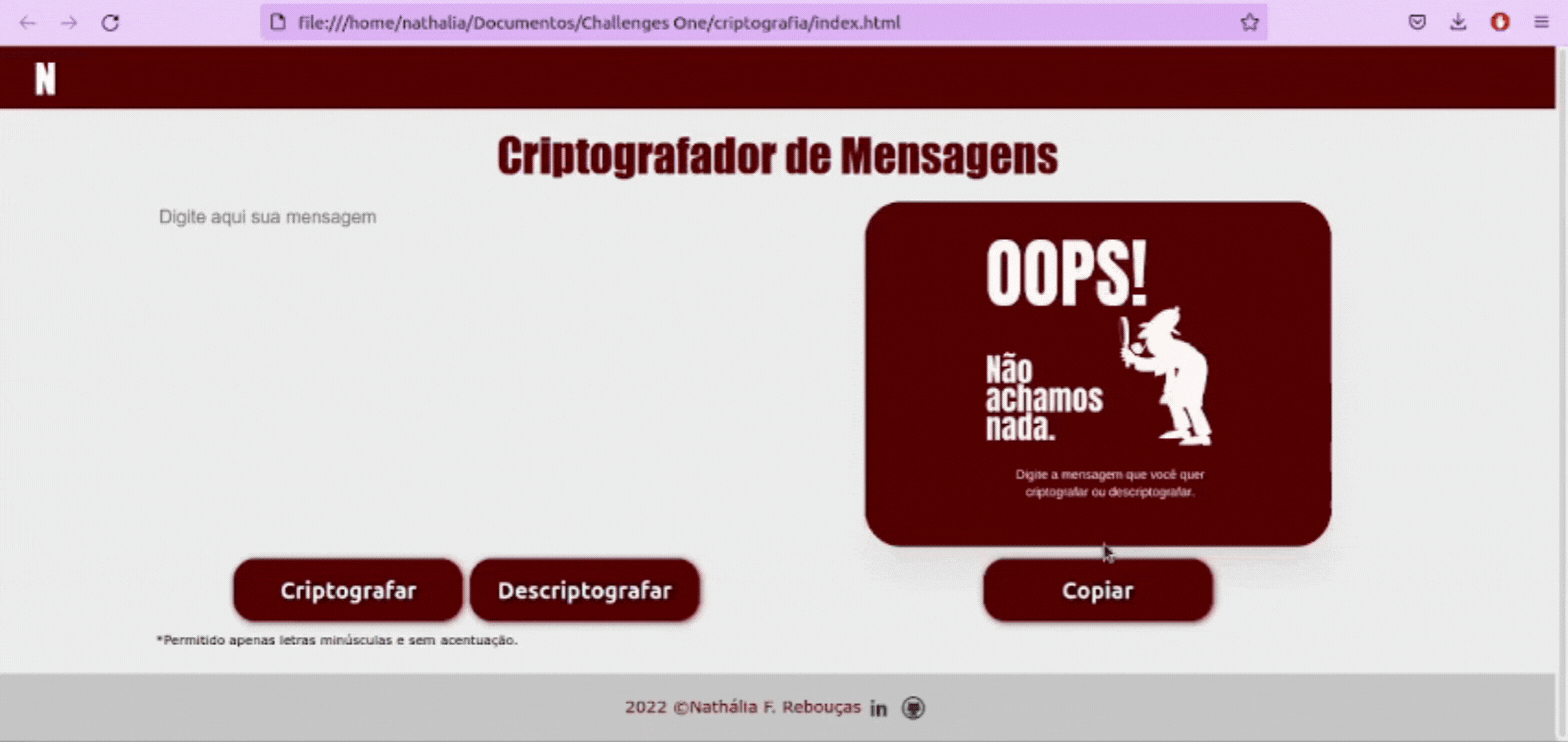 file:///home/nathalia/Documentos/Challenges One/criptografia/index.html
N
Criptografador de Mensagens
Digite aqui sua mensagem
OOPS!
Não
achamos
nada.
Digite a mensagem que você quer
criptografar ou descriptografar.
Criptografar
Descriptografar
Copiar
*Permitido apenas letras minúsculas e sem acentuação.
2022 ©Nathália F. Rebouças in